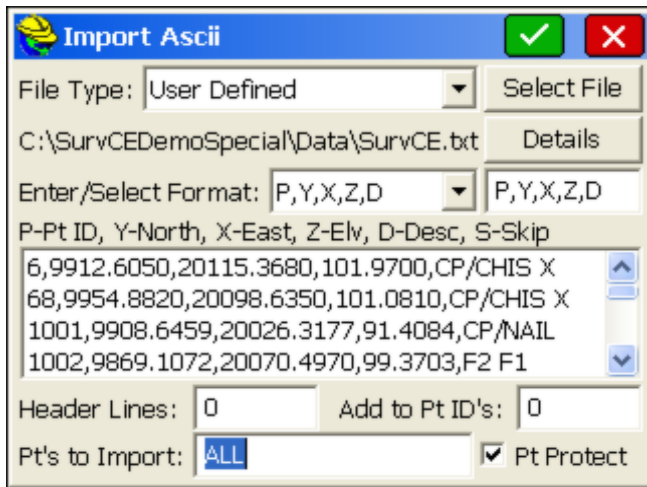 Import Ascii
File Type: User Defined Select File
C:\SurvCEDemoSpecial\Data\SurvCE.txt Details
Enter/Select Format: P,Y,X,Z,D P,Y,X,Z,D
P-Pt ID, Y-North, X-East, Z-Elv, D-Desc, S-Skip
6,9912.6050,20115.3680,101.9700,CP/CHIS X
68,9954.8820,20098.6350,101.0810,CP/CHIS X
1001,9908.6459,20026.3177,91.4084,CP/NAIL
1002,9869.1072,20070.4970,99.3703,F2 F1
Header Lines: 0 Add to Pt ID's: 0
Pt's to Import: ALL Pt Protect